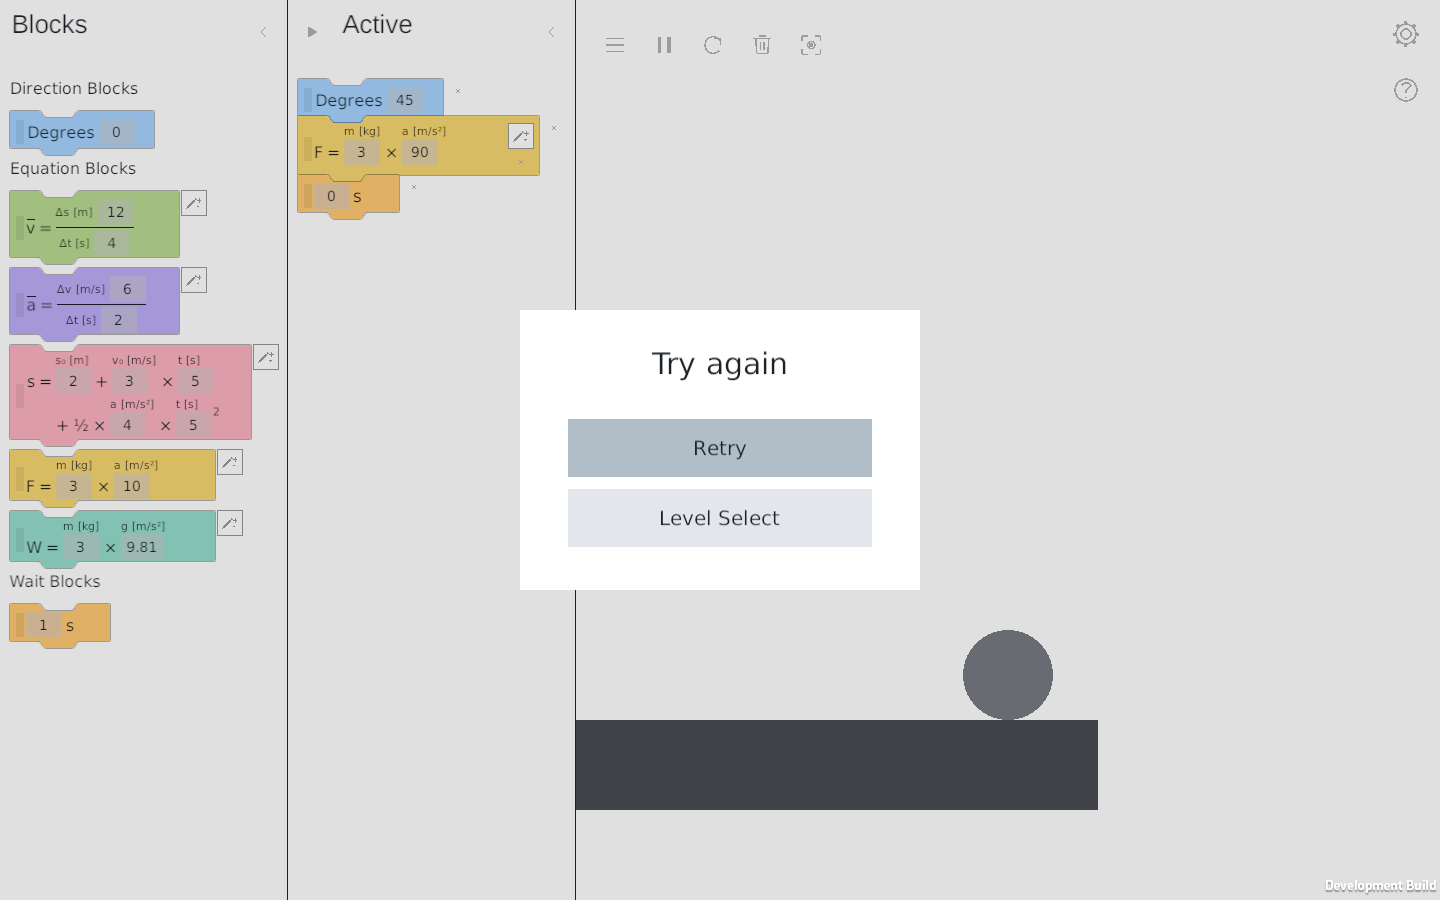 Blocks
Direction Blocks
Degrees 0
Equation Blocks
Δs [m] 12
v =
Δt [s] 4
Δv [m/s] 6
a =
Δt [s] 2
s₀ [m] v₀ [m/s] t [s]
s = 2 + 3 × 5
a [m/s²] t [s]
+ ½ × 4 × 5 2
m [kg] a [m/s²]
F = 3 × 10
m [kg] g [m/s²]
W = 3 × 9.81
Wait Blocks
1 s
Active
Degrees 45
m [kg] a [m/s²]
F = 3 × 90
0 s
Try again
Retry
Level Select
Development Build